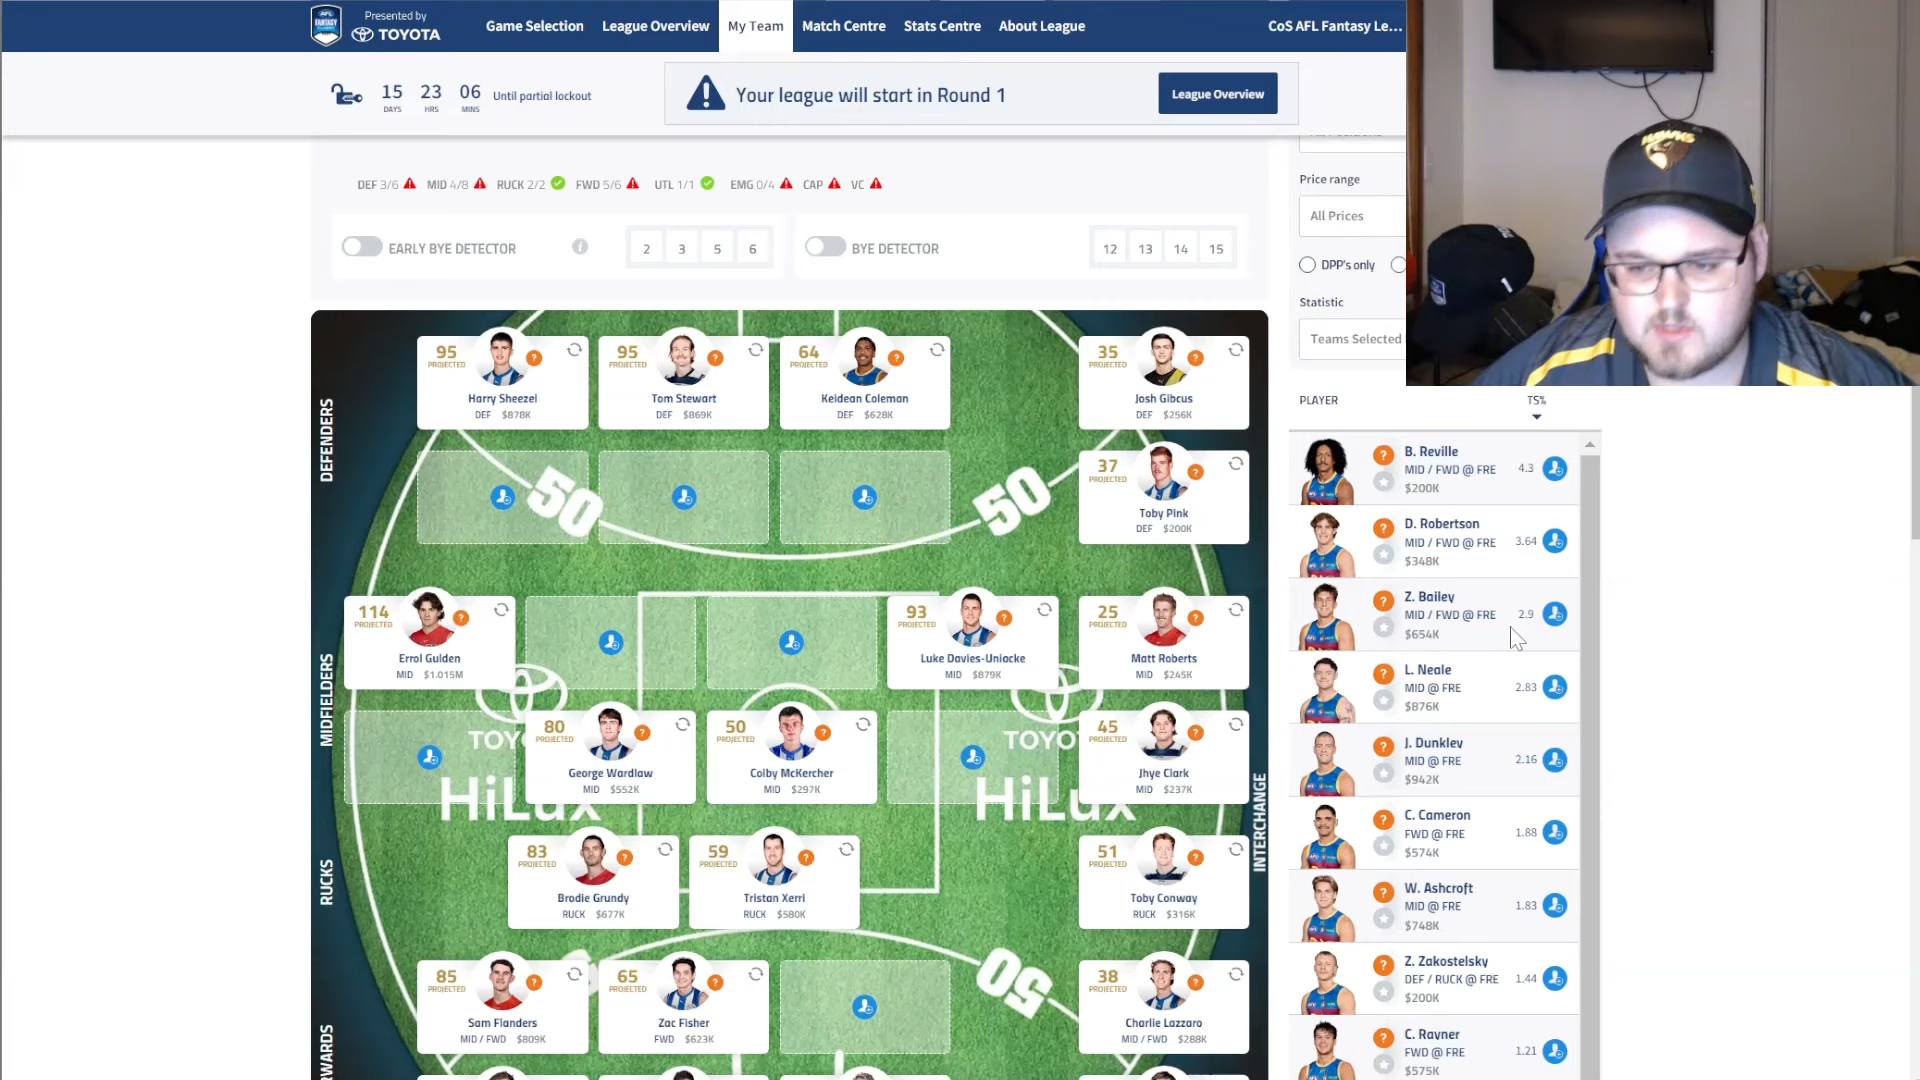 Presented by
TOYOTA
Game Selection
League Overview
My Team
Match Centre
Stats Centre
About League
CoS AFL Fantasy Le...
15 DAYS
23 HRS
06 MINS
Until partial lockout
Your league will start in Round 1
League Overview
DEF 3/6
MID 4/8
RUCK 2/2
FWD 5/6
UTL 1/1
EMG 0/4
CAP
VC
EARLY BYE DETECTOR
2 3 5 6
BYE DETECTOR
12 13 14 15
Price range
All Prices
DPP's only
Statistic
Teams Selected
DEFENDERS
95 PROJECTED
Harry Sheezel
DEF $878K
95 PROJECTED
Tom Stewart
DEF $869K
64 PROJECTED
Keidean Coleman
DEF $628K
35 PROJECTED
Josh Gibcus
DEF $256K
50
50
37 PROJECTED
Toby Pink
DEF $200K
MIDFIELDERS
114 PROJECTED
Errol Gulden
MID $1.015M
93 PROJECTED
Luke Davies-Uniacke
MID $879K
25 PROJECTED
Matt Roberts
MID $245K
80 PROJECTED
George Wardlaw
MID $552K
50 PROJECTED
Colby McKercher
MID $297K
45 PROJECTED
Jhye Clark
MID $237K
HiLux
HiLux
INTERCHANGE
RUCKS
83 PROJECTED
Brodie Grundy
RUCK $677K
59 PROJECTED
Tristan Xerri
RUCK $580K
51 PROJECTED
Toby Conway
RUCK $316K
85 PROJECTED
Sam Flanders
MID / FWD $809K
65 PROJECTED
Zac Fisher
FWD $623K
50
38 PROJECTED
Charlie Lazzaro
MID / FWD $288K
PLAYER TS%
B. Reville
MID / FWD @ FRE 4.3
$200K
D. Robertson
MID / FWD @ FRE 3.64
$348K
Z. Bailey
MID / FWD @ FRE 2.9
$654K
L. Neale
MID @ FRE 2.83
$876K
J. Dunkley
MID @ FRE 2.16
$942K
C. Cameron
FWD @ FRE 1.88
$574K
W. Ashcroft
MID @ FRE 1.83
$748K
Z. Zakostelsky
DEF / RUCK @ FRE 1.44
$200K
C. Rayner
FWD @ FRE 1.21
$575K
HAWKS